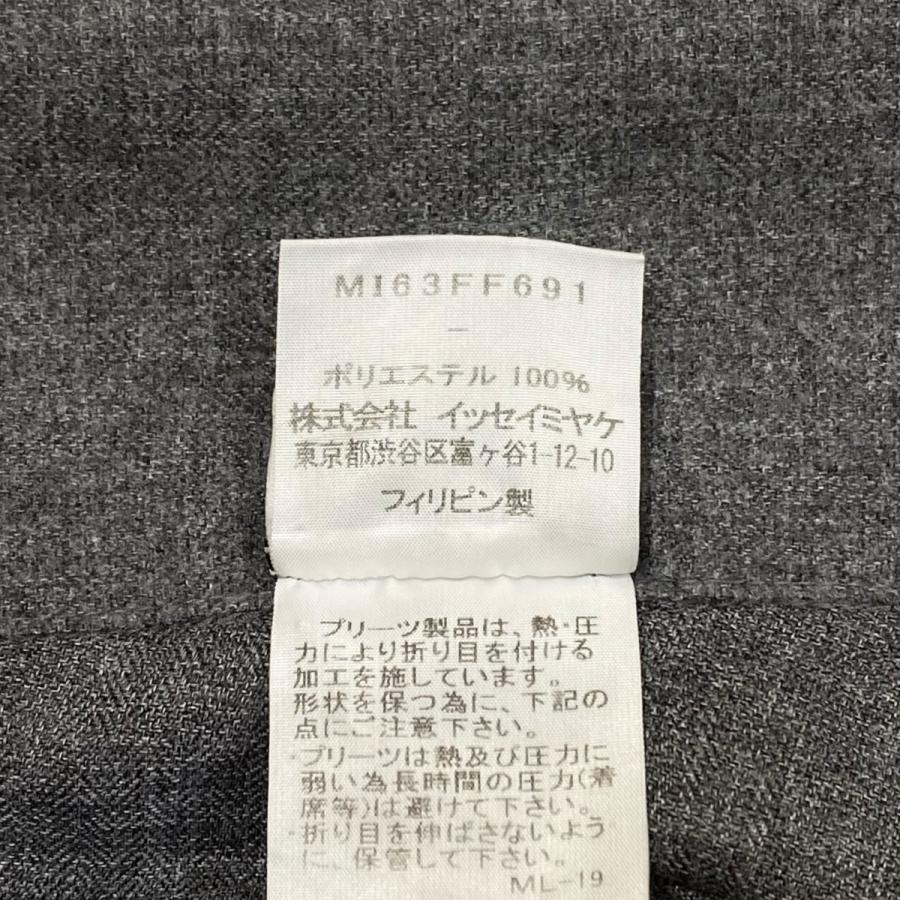 MI63FF691
—
ポリエステル 100%
株式会社 イッセイミヤケ
東京都渋谷区富ヶ谷1-12-10
フィリピン製
プリーツ製品は、熱・圧
力により折り目を付ける
加工を施しています。
形状を保つ為に、下記の
点にご注意下さい。
・プリーツは熱及び圧力に
弱い為長時間の圧力(着
席等)は避けて下さい。
・折り目を伸ばさないよう
に、保管して下さい。
ML-19